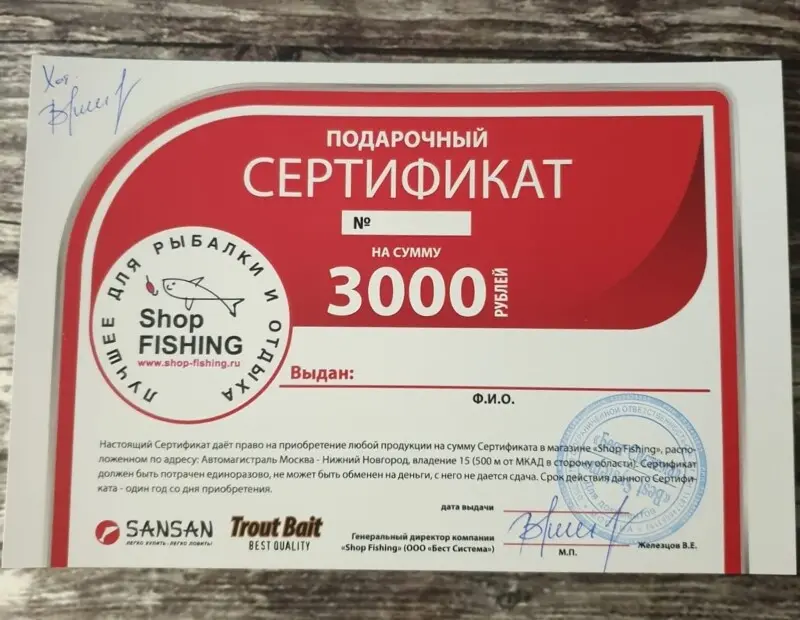 ПОДАРОЧНЫЙ
СЕРТИФИКАТ
№
НА СУММУ
3000 РУБЛЕЙ
ЛУЧШЕЕ ДЛЯ РЫБАЛКИ И ОТДЫХА
Shop
FISHING
www.shop-fishing.ru
Выдан:
Ф.И.О.
Настоящий Сертификат даёт право на приобретение любой продукции на сумму Сертификата в магазине «Shop Fishing», распо-
ложенном по адресу: Автомагистраль Москва - Нижний Новгород, владение 15 (500 м от МКАД в сторону области). Сертификат
должен быть потрачен единоразово, не может быть обменен на деньги, с него не дается сдача. Срок действия данного Сертифи-
ката - один год со дня приобретения.
дата выдачи
SANSAN
ЛЕГКО КУПИТЬ-ЛЕГКО ЛОВИТЬ!
Trout Bait
BEST QUALITY
Генеральный директор компании
«Shop Fishing» (ООО «Бест Система»)
М.П.
Железцов В.Е.